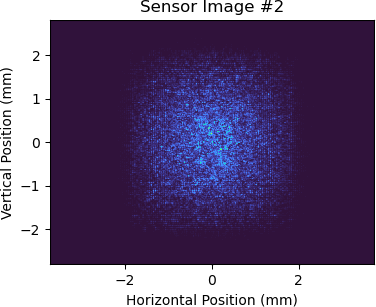 Sensor Image #2
2
1
0
−1
−2
Vertical Position (mm)
−2 0 2
Horizontal Position (mm)